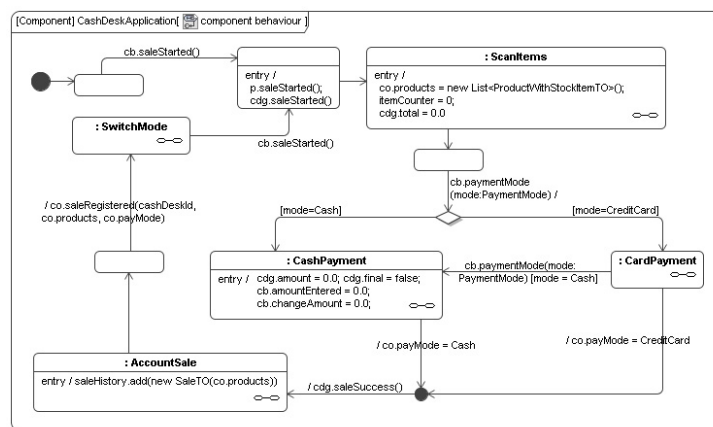 [Component] CashDeskApplication[ component behaviour ]
cb.saleStarted()
entry /
p.saleStarted();
cdg.saleStarted()
: ScanItems
entry /
co.products = new List<ProductWithStockItemTO>();
itemCounter = 0;
cdg.total = 0.0
: SwitchMode
cb.saleStarted()
/ co.saleRegistered(cashDeskId,
co.products, co.payMode)
cb.paymentMode
(mode:PaymentMode) /
[mode=Cash]
[mode=CreditCard]
: CashPayment
entry / cdg.amount = 0.0; cdg.final = false;
cb.amountEntered = 0.0;
cb.changeAmount = 0.0;
cb.paymentMode(mode:
PaymentMode) [mode = Cash]
: CardPayment
/ co.payMode = Cash
/ co.payMode = CreditCard
: AccountSale
entry / saleHistory.add(new SaleTO(co.products))
/ cdg.saleSuccess()